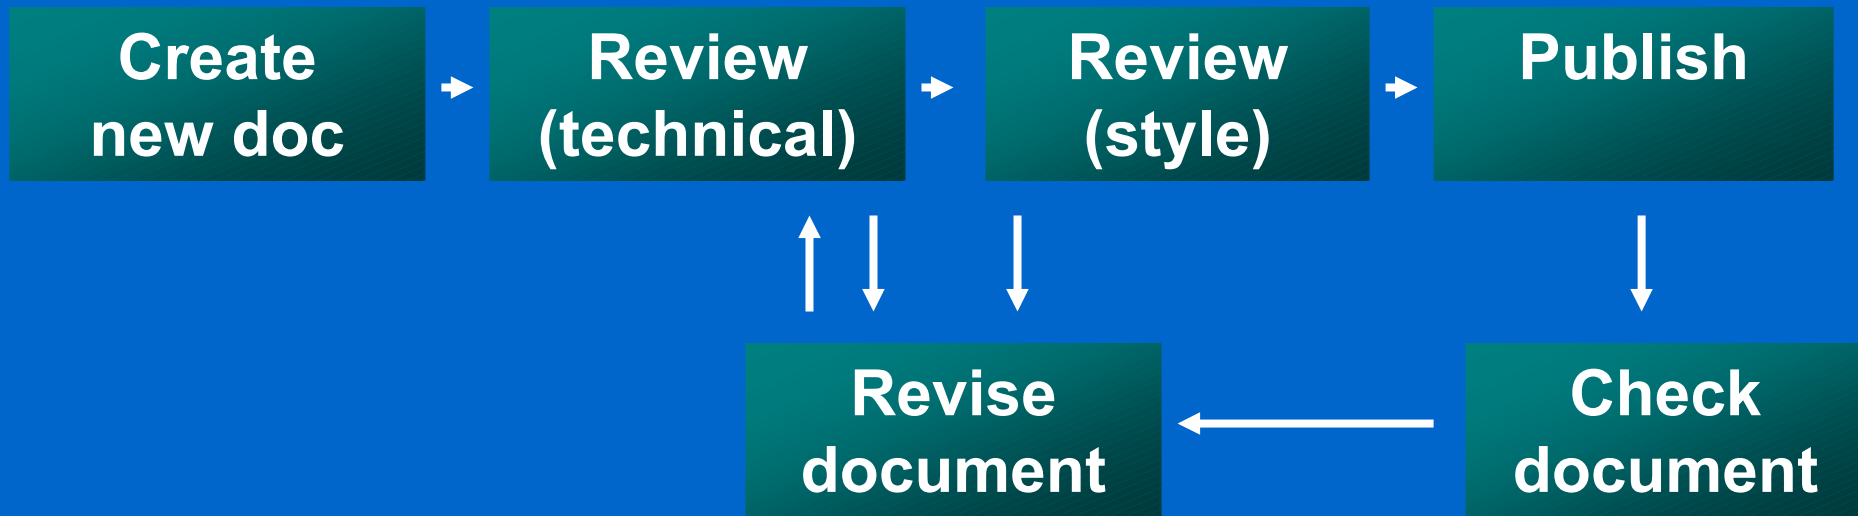 Create
new doc
Review
(technical)
Review
(style)
Publish
Revise
document
Check
document